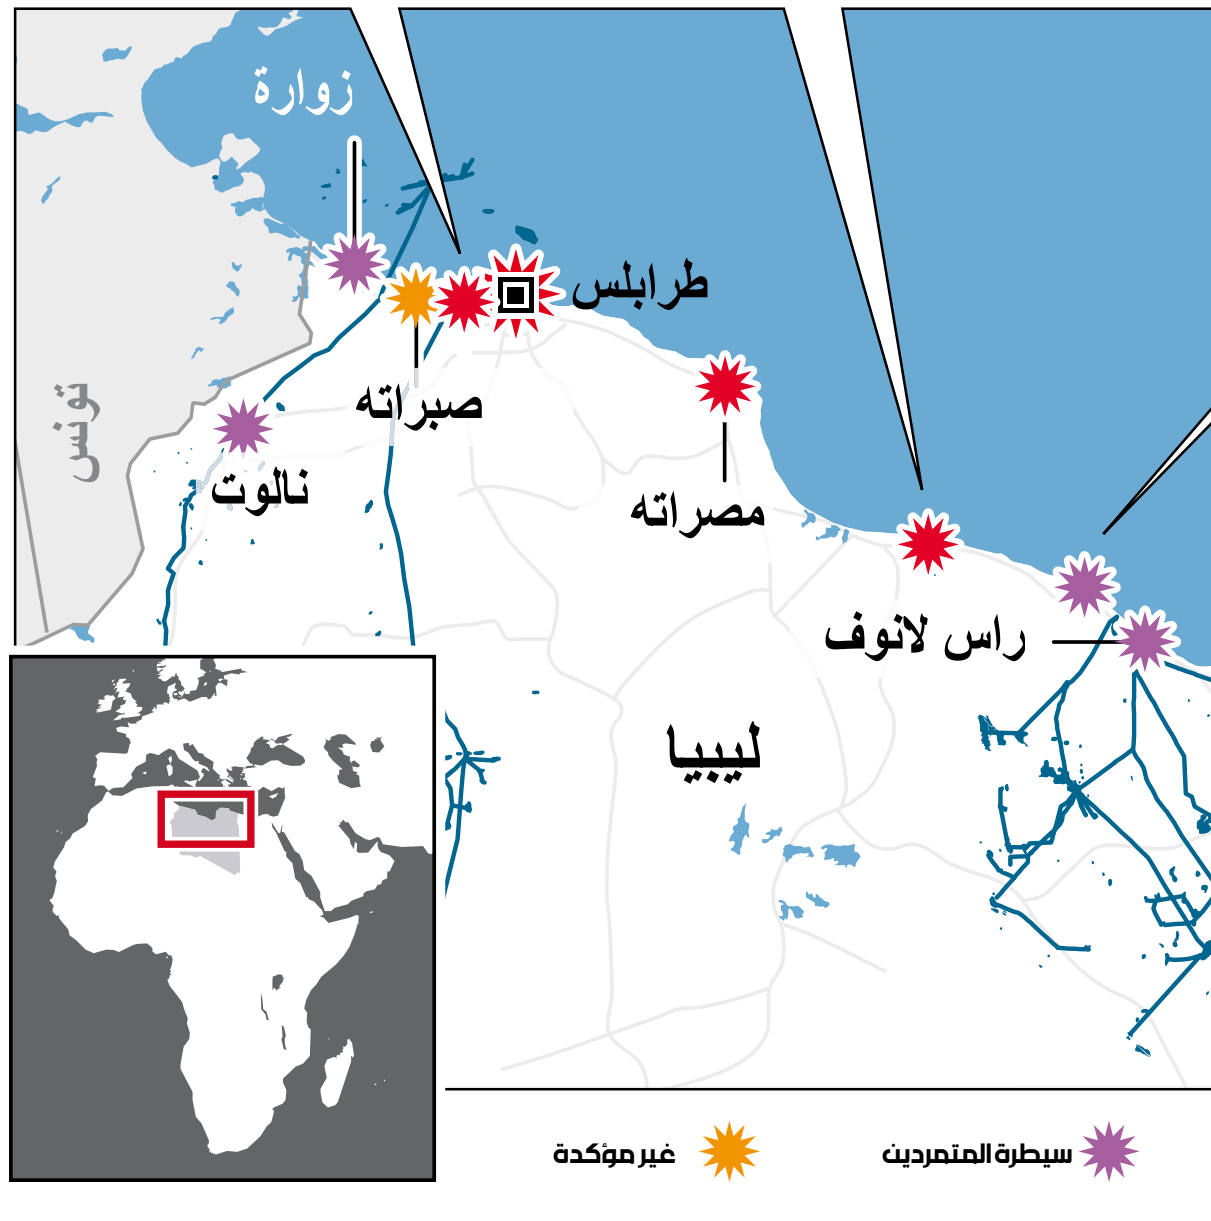 زوارة
طرابلس
تونس
صبراته
نالوت
مصراته
راس لانوف
ليبيا
سيطرة المتمردين
غير مؤكدة